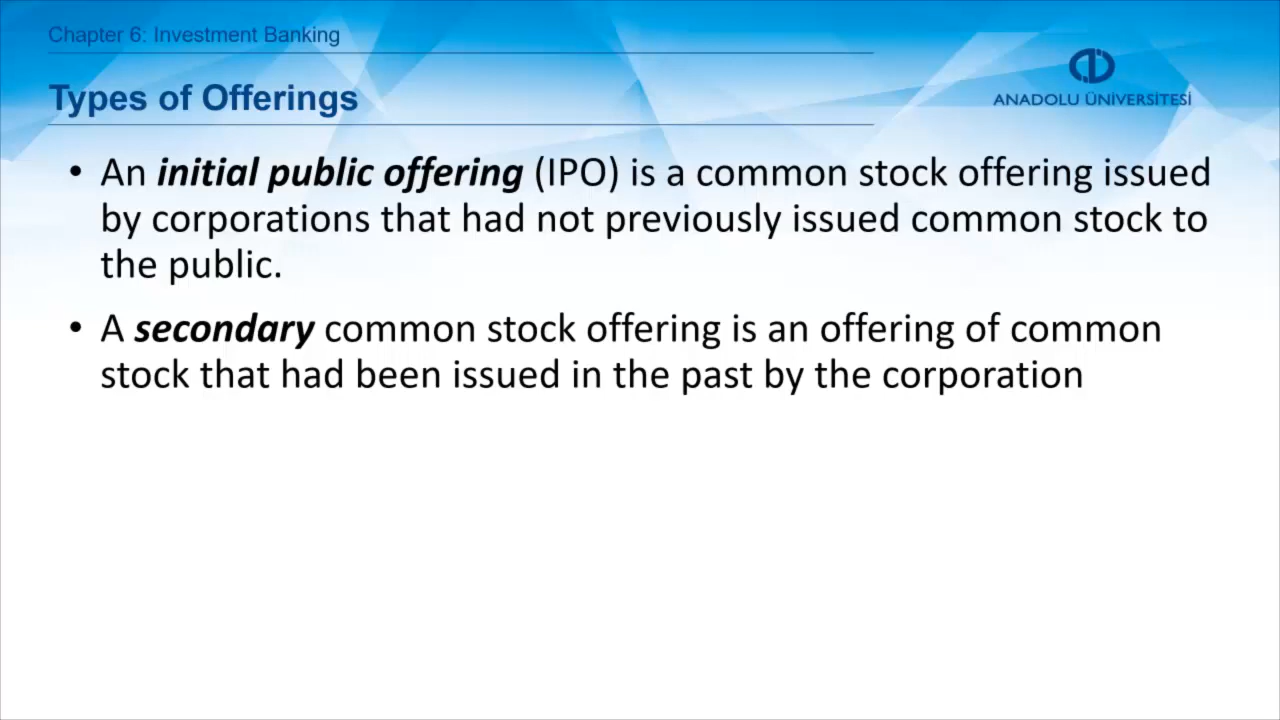 Chapter 6: Investment Banking
Types of Offerings
ANADOLU ÜNİVERSİTESİ
• An initial public offering (IPO) is a common stock offering issued
by corporations that had not previously issued common stock to
the public.
• A secondary common stock offering is an offering of common
stock that had been issued in the past by the corporation